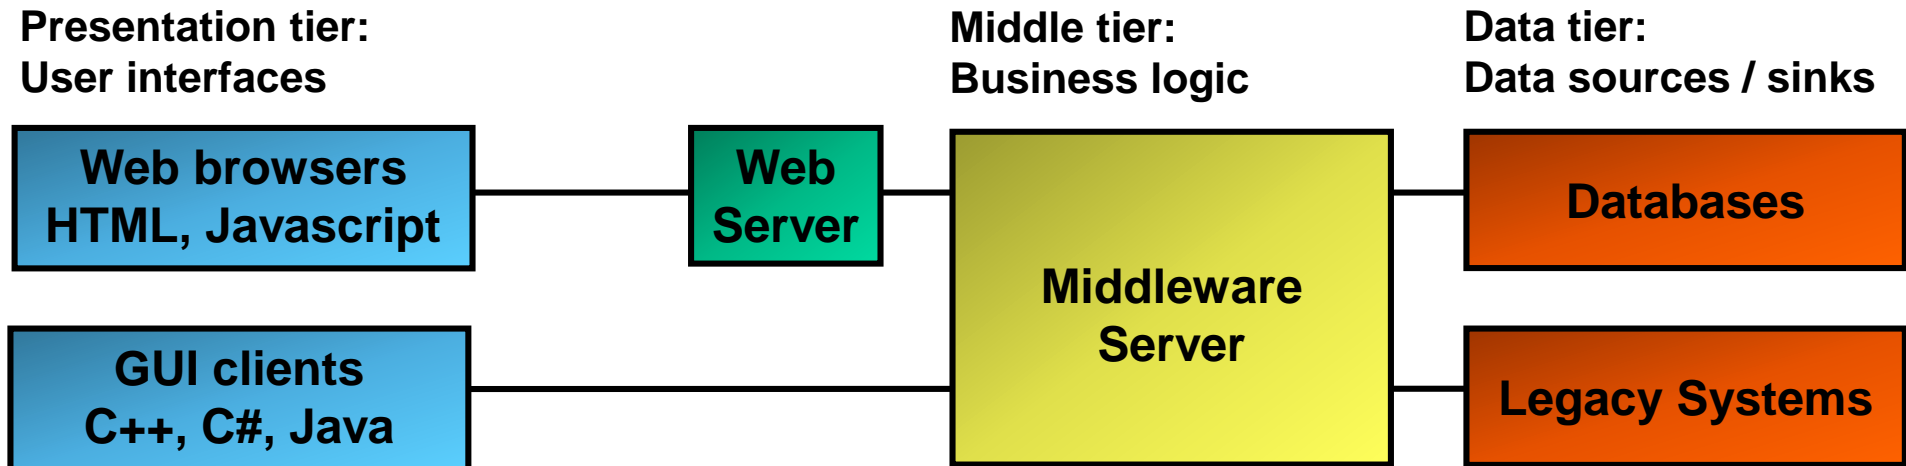 Presentation tier:
User interfaces
Middle tier:
Business logic
Data tier:
Data sources / sinks
Web browsers
HTML, Javascript
Web
Server
Databases
Middleware
Server
GUI clients
C++, C#, Java
Legacy Systems